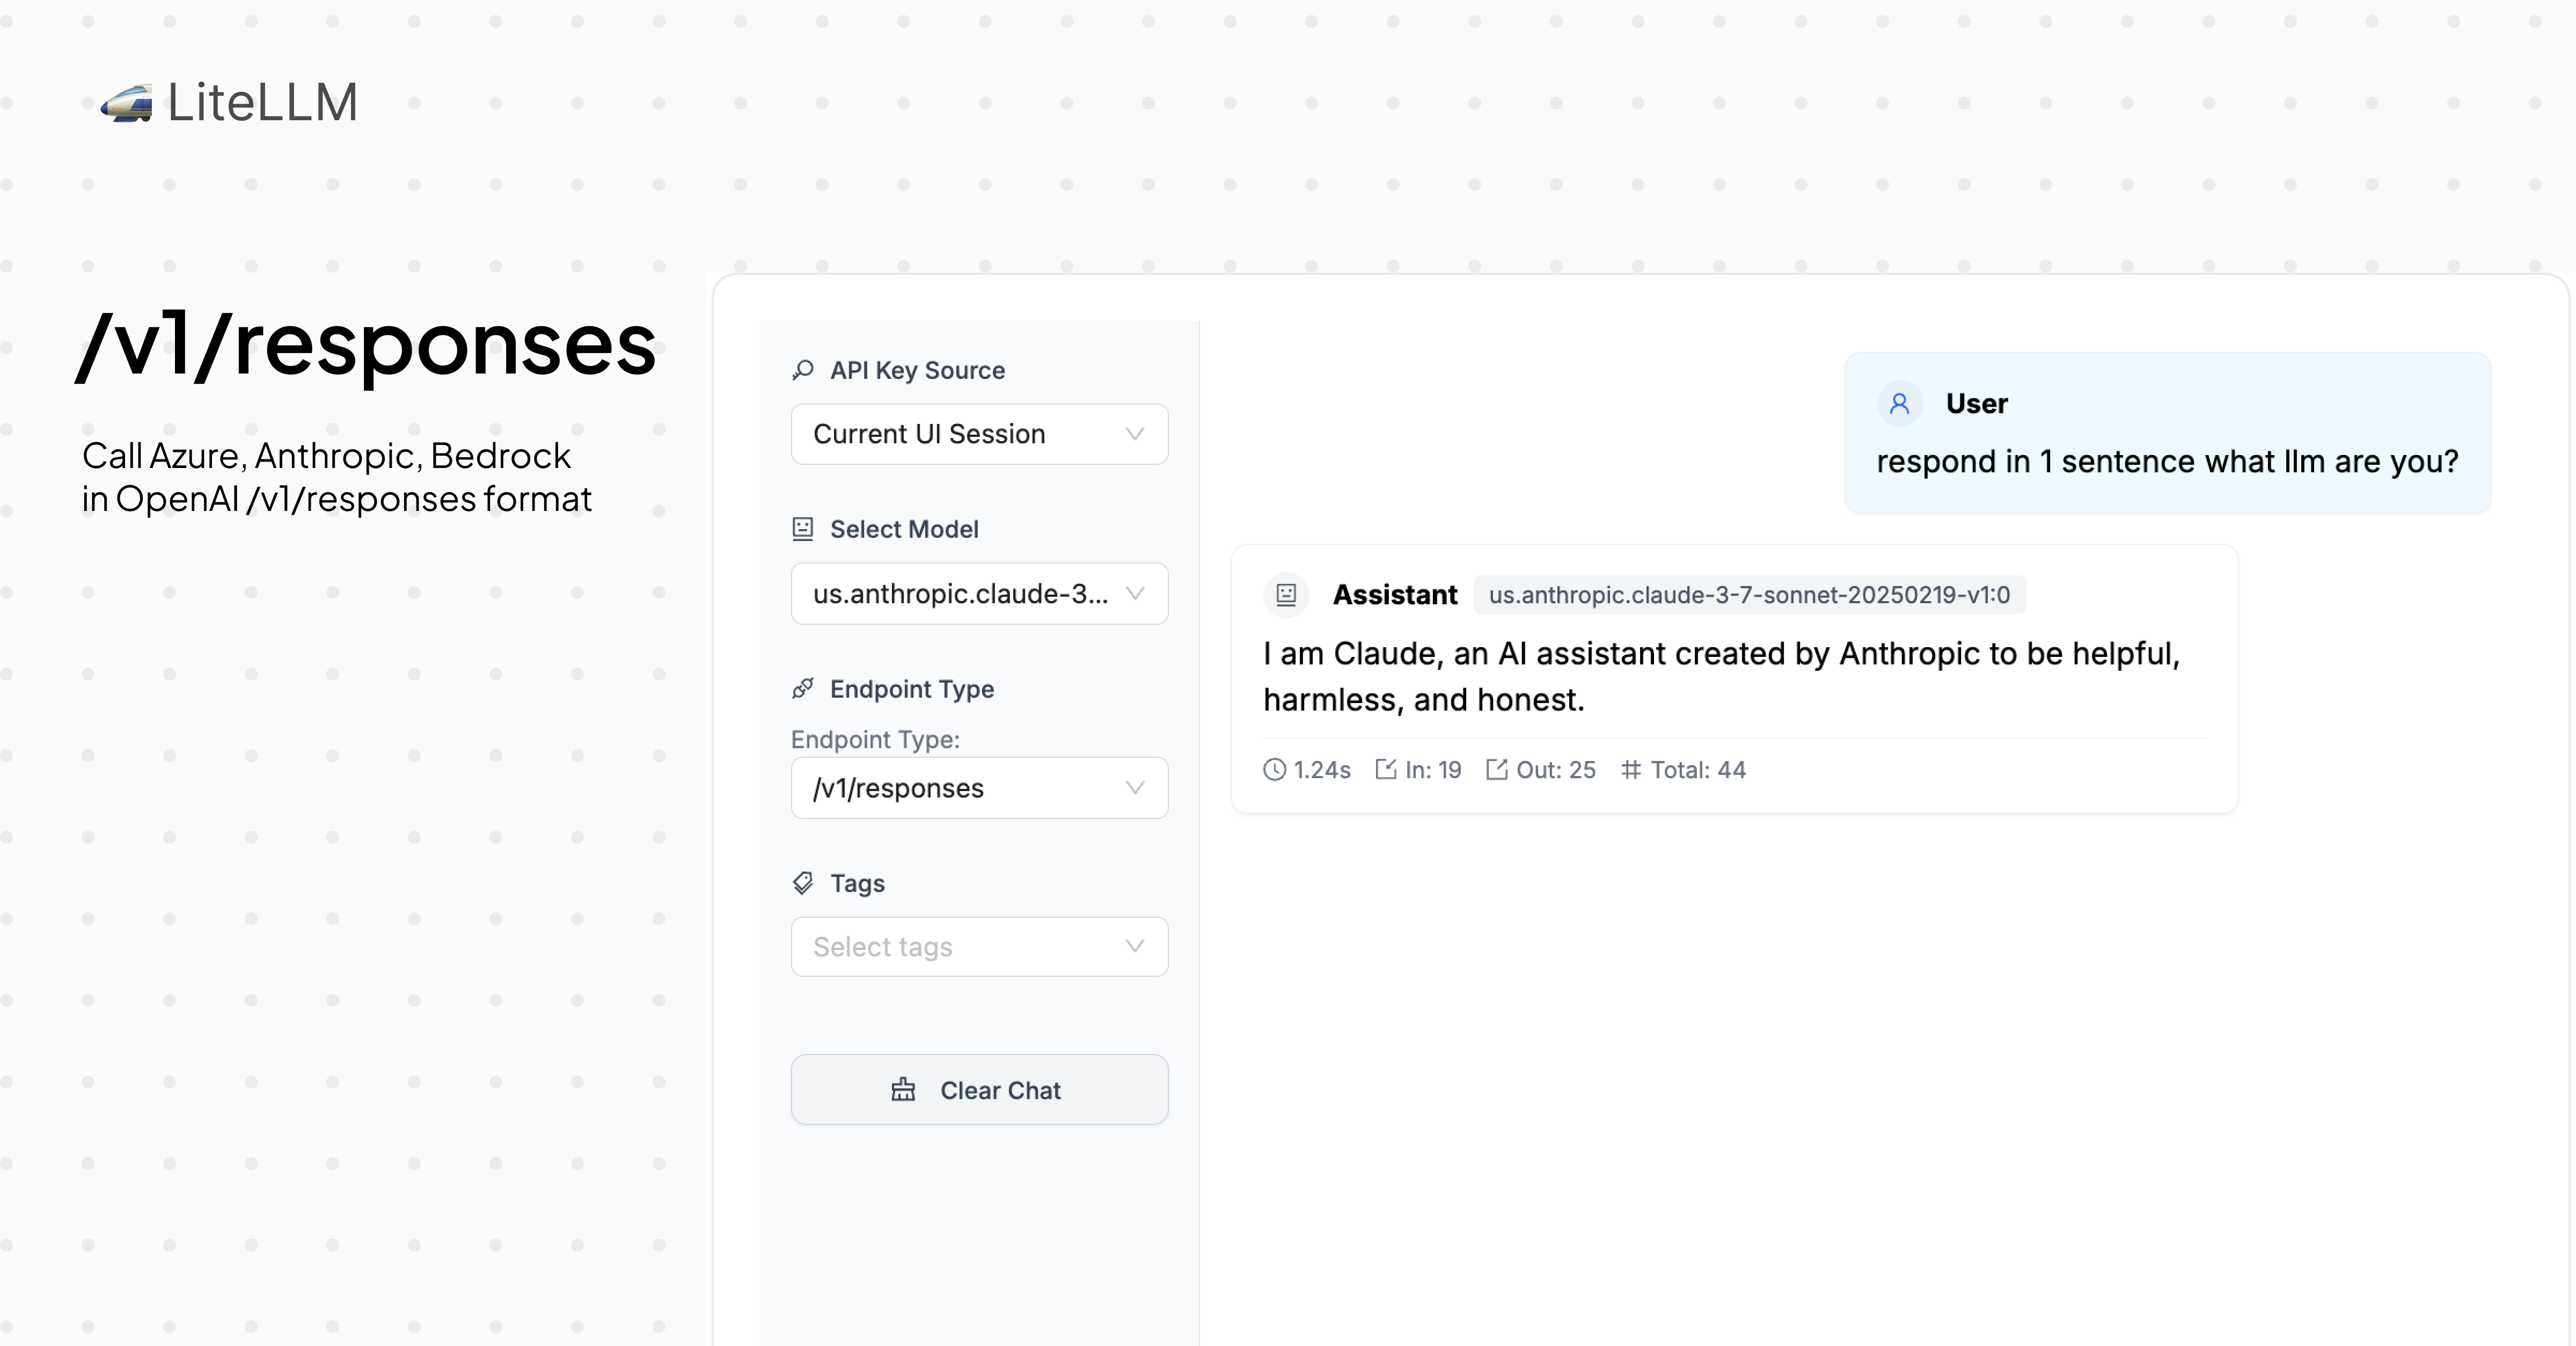 LiteLLM
/v1/responses
Call Azure, Anthropic, Bedrock
in OpenAI /v1/responses format
API Key Source
Current UI Session
Select Model
us.anthropic.claude-3...
Endpoint Type
Endpoint Type:
/v1/responses
Tags
Select tags
Clear Chat
User
respond in 1 sentence what llm are you?
Assistant us.anthropic.claude-3-7-sonnet-20250219-v1:0
I am Claude, an AI assistant created by Anthropic to be helpful,
harmless, and honest.
1.24s In: 19 Out: 25 Total: 44